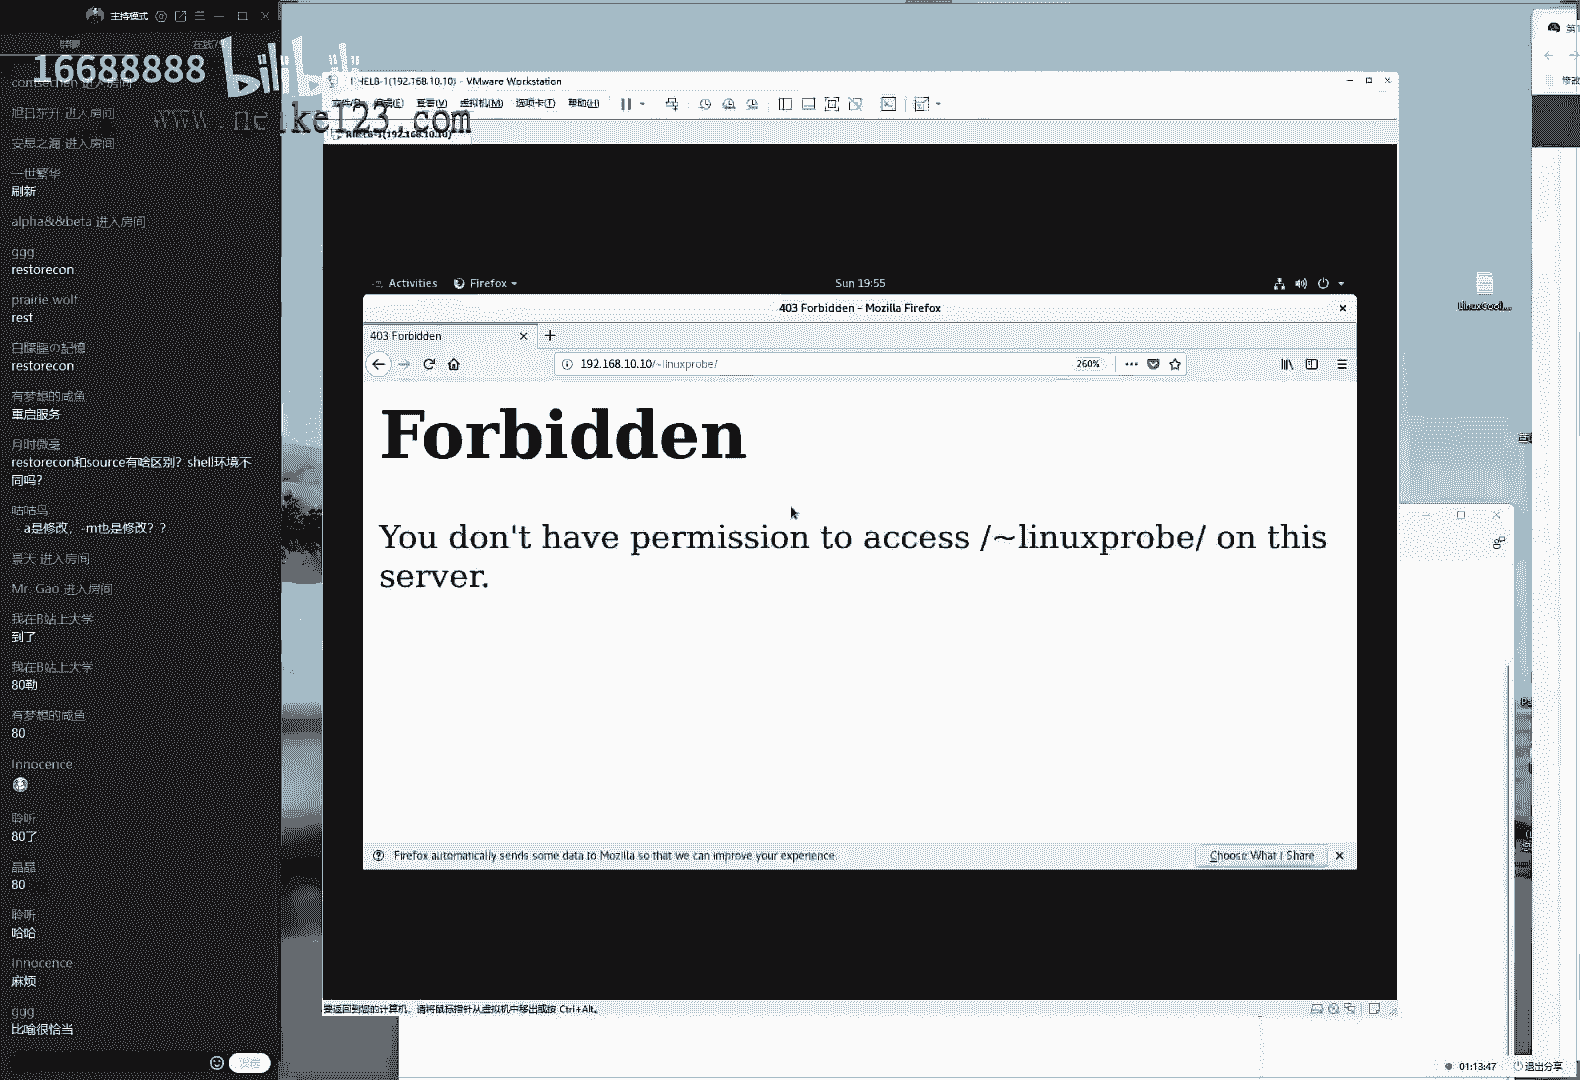 主持模式
16688888
bilibili
contsechen 进入房间
旭日东升 进入房间
安息之海 进入房间
一世繁华
刷新
alpha&&beta 进入房间
ggg
restorecon
prairie wolf
rest
白朦朧の記憶
restorecon
有梦想的咸鱼
重启服务
restorecon和source有啥区别？shell环境不
同吗？
咕咕鸟
-a是修改，-m也是修改？？
景天 进入房间
Mr. Gao 进入房间
我在B站上大学
到了
我在B站上大学
80勒
有梦想的咸鱼
80
Innocence
聆听
80了
晶晶
80
聆听
哈哈
Innocence
麻烦
ggg
比喻很恰当
RHEL8-1(192.168.10.10) - VMware Workstation
文件(F) 编辑(E) 查看(V) 虚拟机(M) 选项卡(T) 帮助(H)
RHEL8-1(192.168.10.10)
Activities Firefox Sun 19:55
403 Forbidden - Mozilla Firefox
403 Forbidden
192.168.10.10/~linuxprobe/ 260%
Forbidden
You don't have permission to access /~linuxprobe/ on this
server.
Firefox automatically sends some data to Mozilla so that we can improve your experience.
Choose What I Share
要返回到您的计算机，请将鼠标指针从虚拟机中移出或按 Ctrl+Alt。
01:13:47 退出分享